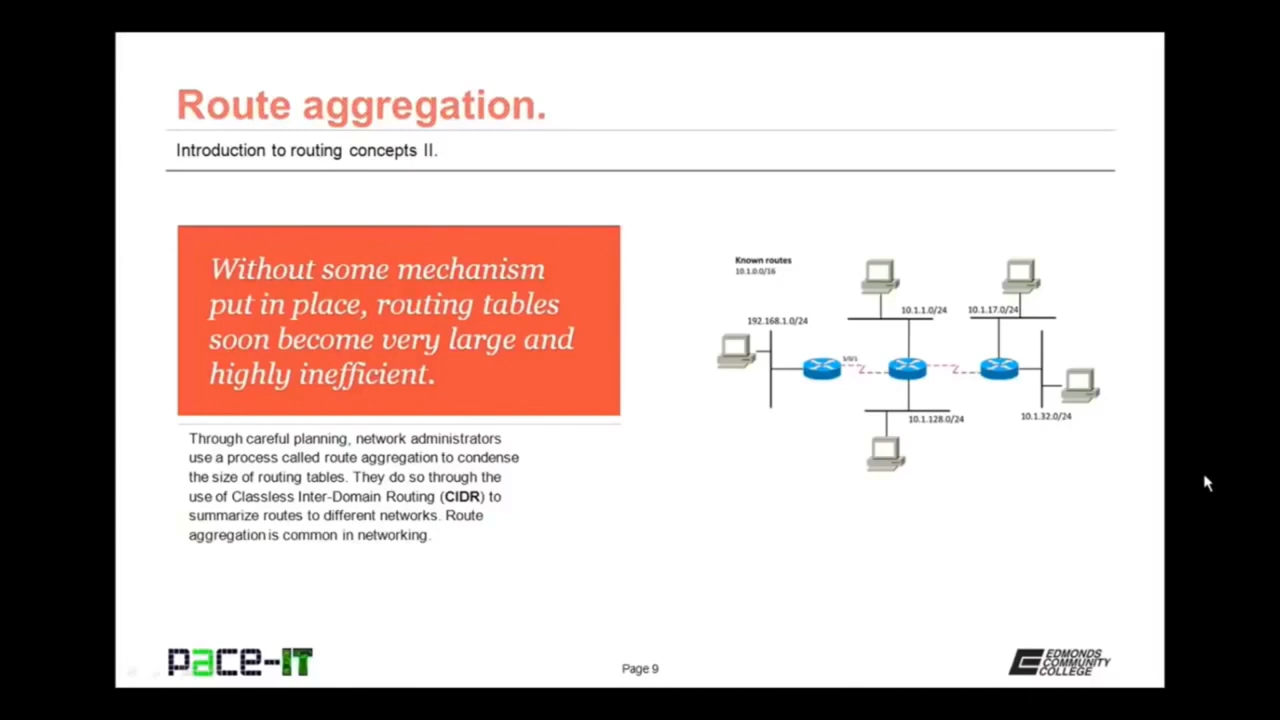 Route aggregation.
Introduction to routing concepts II.
Without some mechanism
put in place, routing tables
soon become very large and
highly inefficient.
Through careful planning, network administrators
use a process called route aggregation to condense
the size of routing tables. They do so through the
use of Classless Inter-Domain Routing (CIDR) to
summarize routes to different networks. Route
aggregation is common in networking.
Known routes
10.1.0.0/16
192.168.1.0/24
10.1.1.0/24
10.1.17.0/24
S/0/1
10.1.128.0/24
10.1.32.0/24
pace-IT
Page 9
EDMONDS
COMMUNITY
COLLEGE